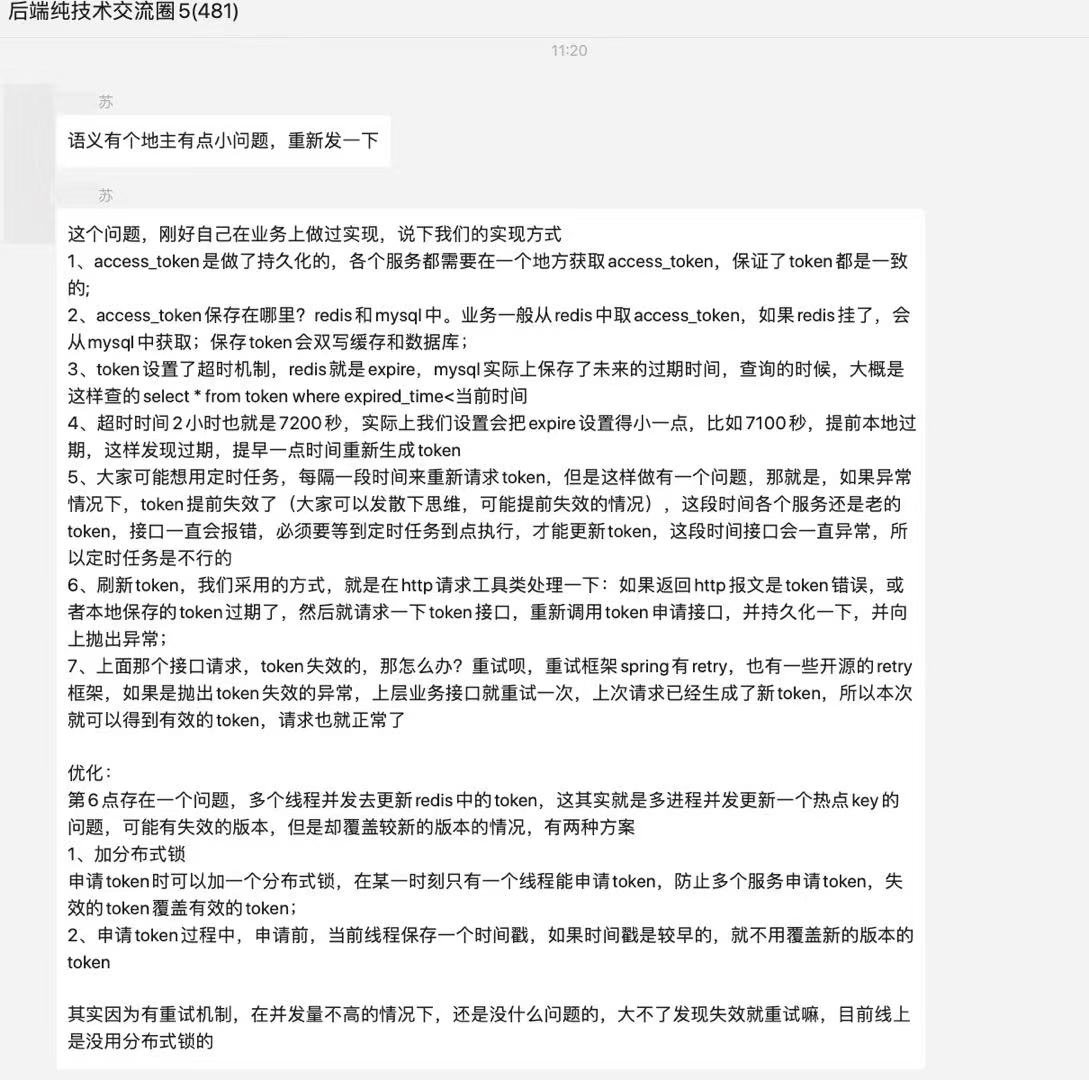 后端纯技术交流圈5(481)
11:20
苏
语义有个地主有点小问题，重新发一下
苏
这个问题，刚好自己在业务上做过实现，说下我们的实现方式
1、access_token是做了持久化的，各个服务都需要在一个地方获取access_token，保证了token都是一致
的;
2、access_token保存在哪里？redis和mysql中。业务一般从redis中取access_token，如果redis挂了，会
从mysql中获取；保存token会双写缓存和数据库；
3、token设置了超时机制，redis就是expire，mysql实际上保存了未来的过期时间，查询的时候，大概是
这样查的select * from token where expired_time<当前时间
4、超时时间2小时也就是7200秒，实际上我们设置会把expire设置得小一点，比如7100秒，提前本地过
期，这样发现过期，提早一点时间重新生成token
5、大家可能想用定时任务，每隔一段时间来重新请求token，但是这样做有一个问题，那就是，如果异常
情况下，token提前失效了（大家可以发散下思维，可能提前失效的情况），这段时间各个服务还是老的
token，接口一直会报错，必须要等到定时任务到点执行，才能更新token，这段时间接口会一直异常，所
以定时任务是不行的
6、刷新token，我们采用的方式，就是在http请求工具类处理一下：如果返回http报文是token错误，或
者本地保存的token过期了，然后就请求一下token接口，重新调用token申请接口，并持久化一下，并向
上抛出异常；
7、上面那个接口请求，token失效的，那怎么办？重试呗，重试框架spring有retry，也有一些开源的retry
框架，如果是抛出token失效的异常，上层业务接口就重试一次，上次请求已经生成了新token，所以本次
就可以得到有效的token，请求也就正常了
优化：
第6点存在一个问题，多个线程并发去更新redis中的token，这其实就是多进程并发更新一个热点key的
问题，可能有失效的版本，但是却覆盖较新的版本的情况，有两种方案
1、加分布式锁
申请token时可以加一个分布式锁，在某一时刻只有一个线程能申请token，防止多个服务申请token，失
效的token覆盖有效的token；
2、申请token过程中，申请前，当前线程保存一个时间戳，如果时间戳是较早的，就不用覆盖新的版本的
token
其实因为有重试机制，在并发量不高的情况下，还是没什么问题的，大不了发现失效就重试嘛，目前线上
是没用分布式锁的